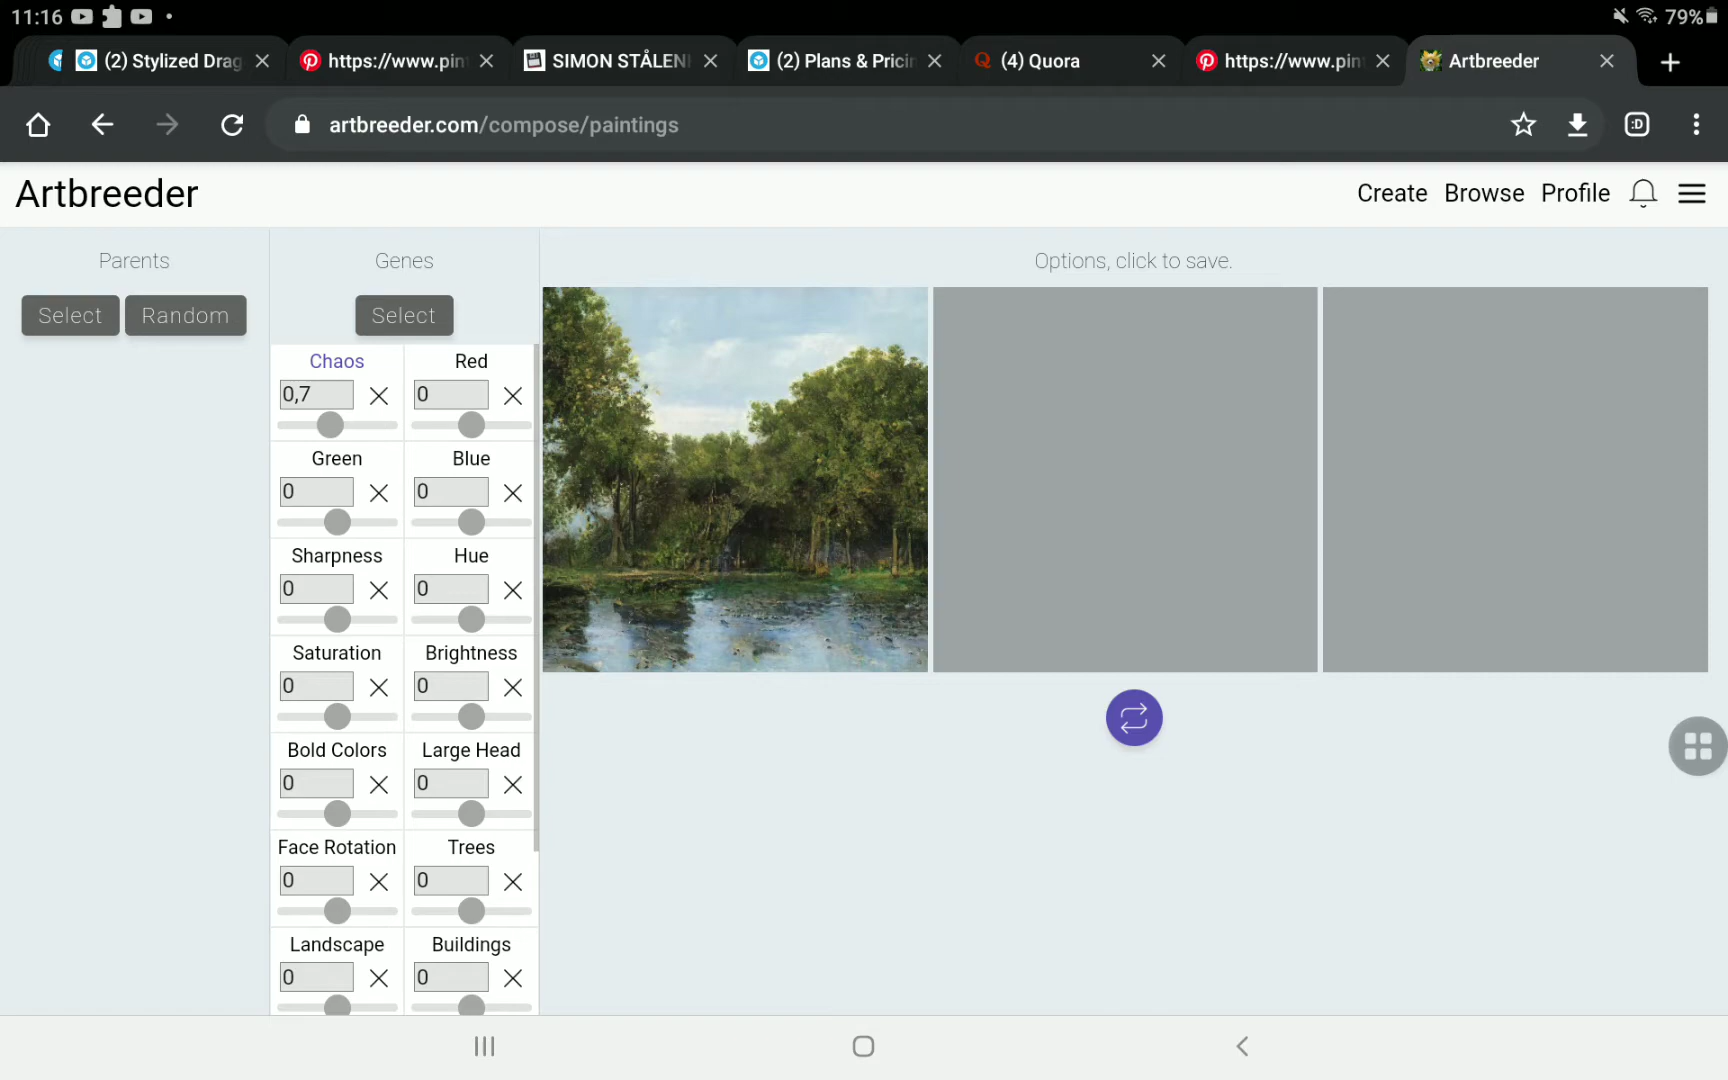 11:16
79%
(2) Stylized Drag
https://www.pin
SIMON STÅLEN
(2) Plans & Pricin
(4) Quora
https://www.pin
Artbreeder
artbreeder.com/compose/paintings
:D
Artbreeder
Create Browse Profile
Parents
Genes
Options, click to save.
Select Random
Select
Chaos Red
0,7 0
Green Blue
0 0
Sharpness Hue
0 0
Saturation Brightness
0 0
Bold Colors Large Head
0 0
Face Rotation Trees
0 0
Landscape Buildings
0 0